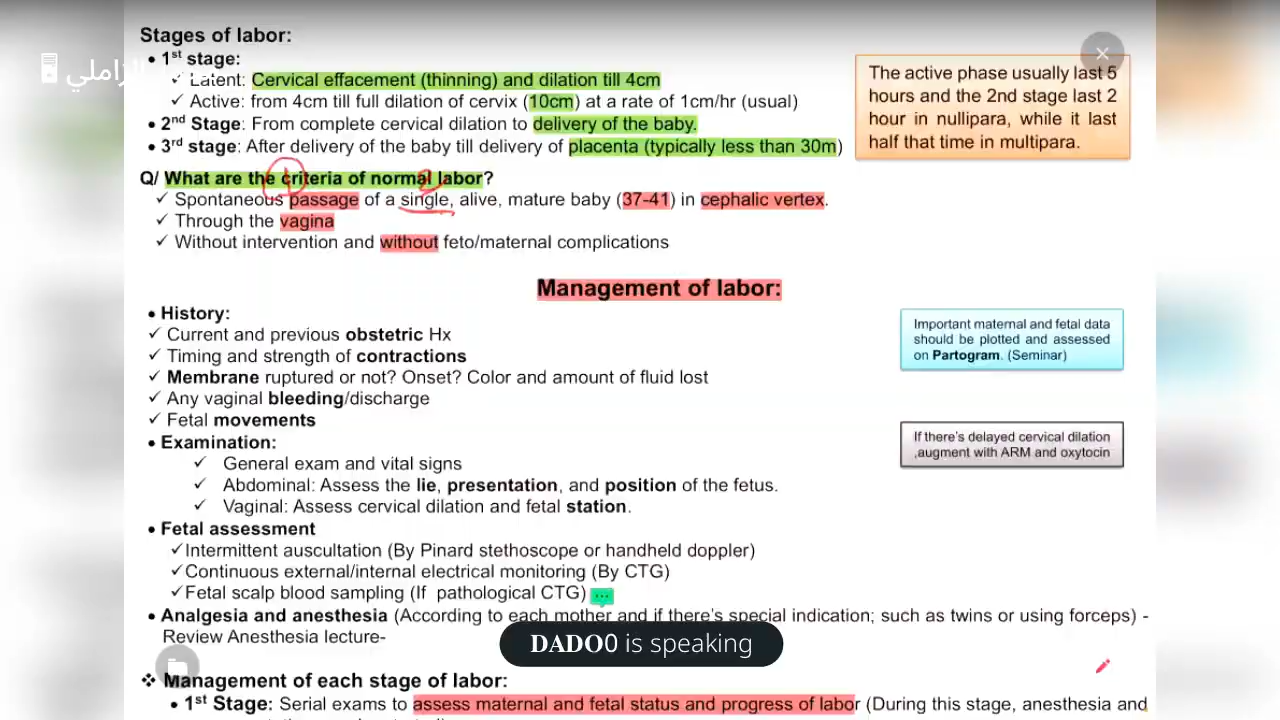 Stages of labor:
• 1st stage:
✓ Latent: Cervical effacement (thinning) and dilation till 4cm
✓ Active: from 4cm till full dilation of cervix (10cm) at a rate of 1cm/hr (usual)
• 2nd Stage: From complete cervical dilation to delivery of the baby.
• 3rd stage: After delivery of the baby till delivery of placenta (typically less than 30m)
The active phase usually last 5
hours and the 2nd stage last 2
hour in nullipara, while it last
half that time in multipara.
Q/ What are the criteria of normal labor?
1 2
✓ Spontaneous passage of a single, alive, mature baby (37-41) in cephalic vertex.
✓ Through the vagina
✓ Without intervention and without feto/maternal complications
Management of labor:
• History:
✓ Current and previous obstetric Hx
✓ Timing and strength of contractions
✓ Membrane ruptured or not? Onset? Color and amount of fluid lost
✓ Any vaginal bleeding/discharge
✓ Fetal movements
Important maternal and fetal data
should be plotted and assessed
on Partogram. (Seminar)
• Examination:
✓ General exam and vital signs
✓ Abdominal: Assess the lie, presentation, and position of the fetus.
✓ Vaginal: Assess cervical dilation and fetal station.
If there's delayed cervical dilation
,augment with ARM and oxytocin
• Fetal assessment
✓Intermittent auscultation (By Pinard stethoscope or handheld doppler)
✓Continuous external/internal electrical monitoring (By CTG)
✓Fetal scalp blood sampling (If pathological CTG)
• Analgesia and anesthesia (According to each mother and if there's special indication; such as twins or using forceps) -
Review Anesthesia lecture-
DADO0 is speaking
❖ Management of each stage of labor:
• 1st Stage: Serial exams to assess maternal and fetal status and progress of labor (During this stage, anesthesia and